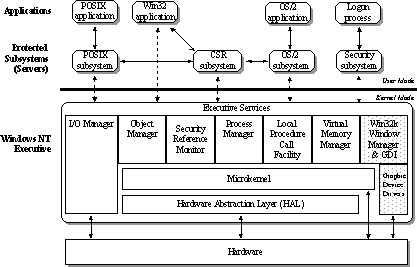 Applications
POSIX
application
Win32
application
OS/2
application
Logon
process
Protected
Subsystems
(Servers)
POSIX
subsystem
CSR
subsystem
OS/2
subsystem
Security
subsystem
User Mode
Kernel Mode
Windows NT
Executive
Executive Services
I/O Manager
Object
Manager
Security
Reference
Monitor
Process
Manager
Local
Procedure
Call
Facility
Virtual
Memory
Manager
Win32k
Window
Manager
& GDI
Graphic
Device
Drivers
Microkernel
Hardware Abstraction Layer (HAL)
Hardware